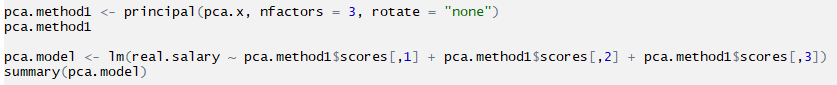 pca.method1 <- principal(pca.x, nfactors = 3, rotate = "none")
pca.method1
pca.model <- lm(real.salary ~ pca.method1$scores[,1] + pca.method1$scores[,2] + pca.method1$scores[,3])
summary(pca.model)